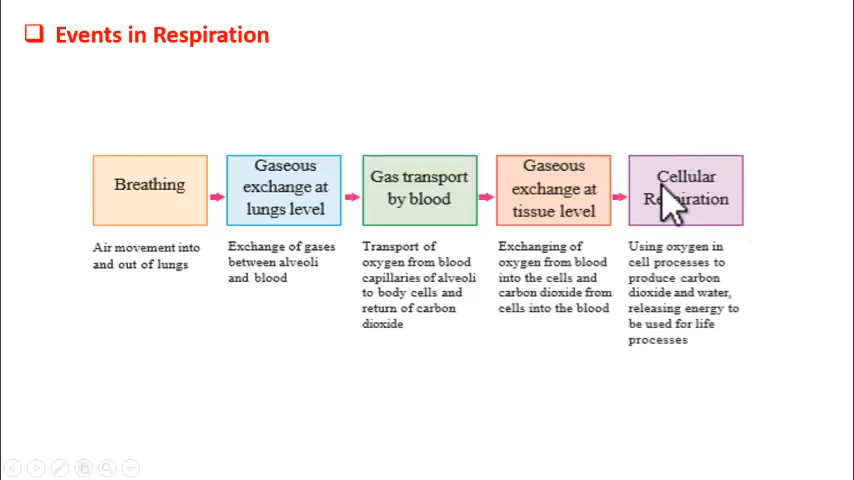 Events in Respiration
Breathing
Gaseous
exchange at
lungs level
Gas transport
by blood
Gaseous
exchange at
tissue level
Cellular
Respiration
Air movement into
and out of lungs
Exchange of gases
between alveoli
and blood
Transport of
oxygen from blood
capillaries of alveoli
to body cells and
return of carbon
dioxide
Exchanging of
oxygen from blood
into the cells and
carbon dioxide from
cells into the blood
Using oxygen in
cell processes to
produce carbon
dioxide and water,
releasing energy to
be used for life
processes